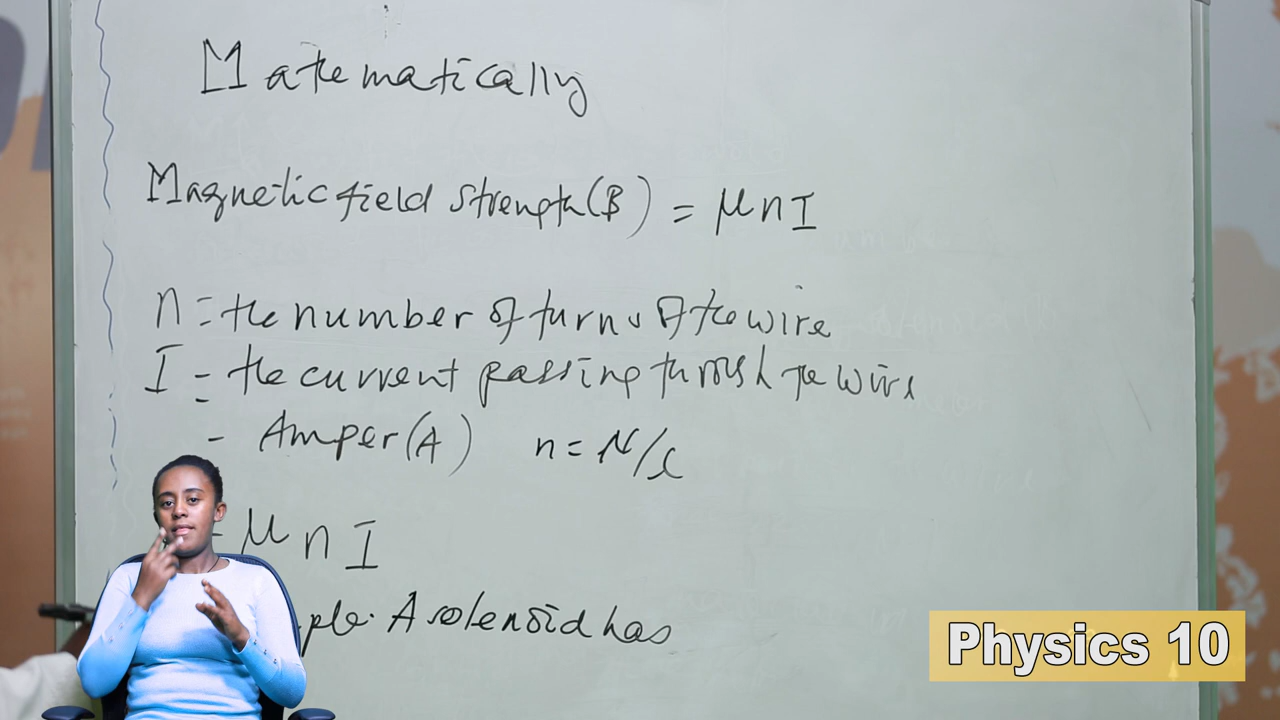 Mathematically
Magnetic field strength (B) = μnI
n = the number of turns of the wire
I = the current passing through the wire
- Amper (A) n = N/l
= μnI
ple. A solenoid has
Physics 10